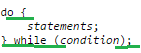 do {
statements;
} while (condition);